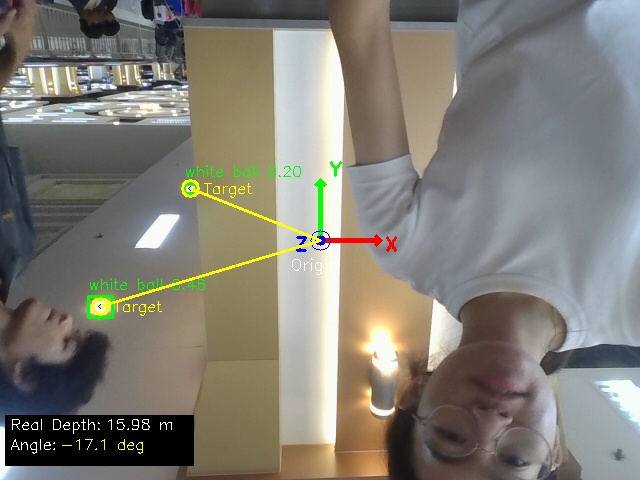 white ball 0.20
Target
Y
Z
X
Origin
white ball 0.46
Target
Real Depth: 15.98 m
Angle: -17.1 deg